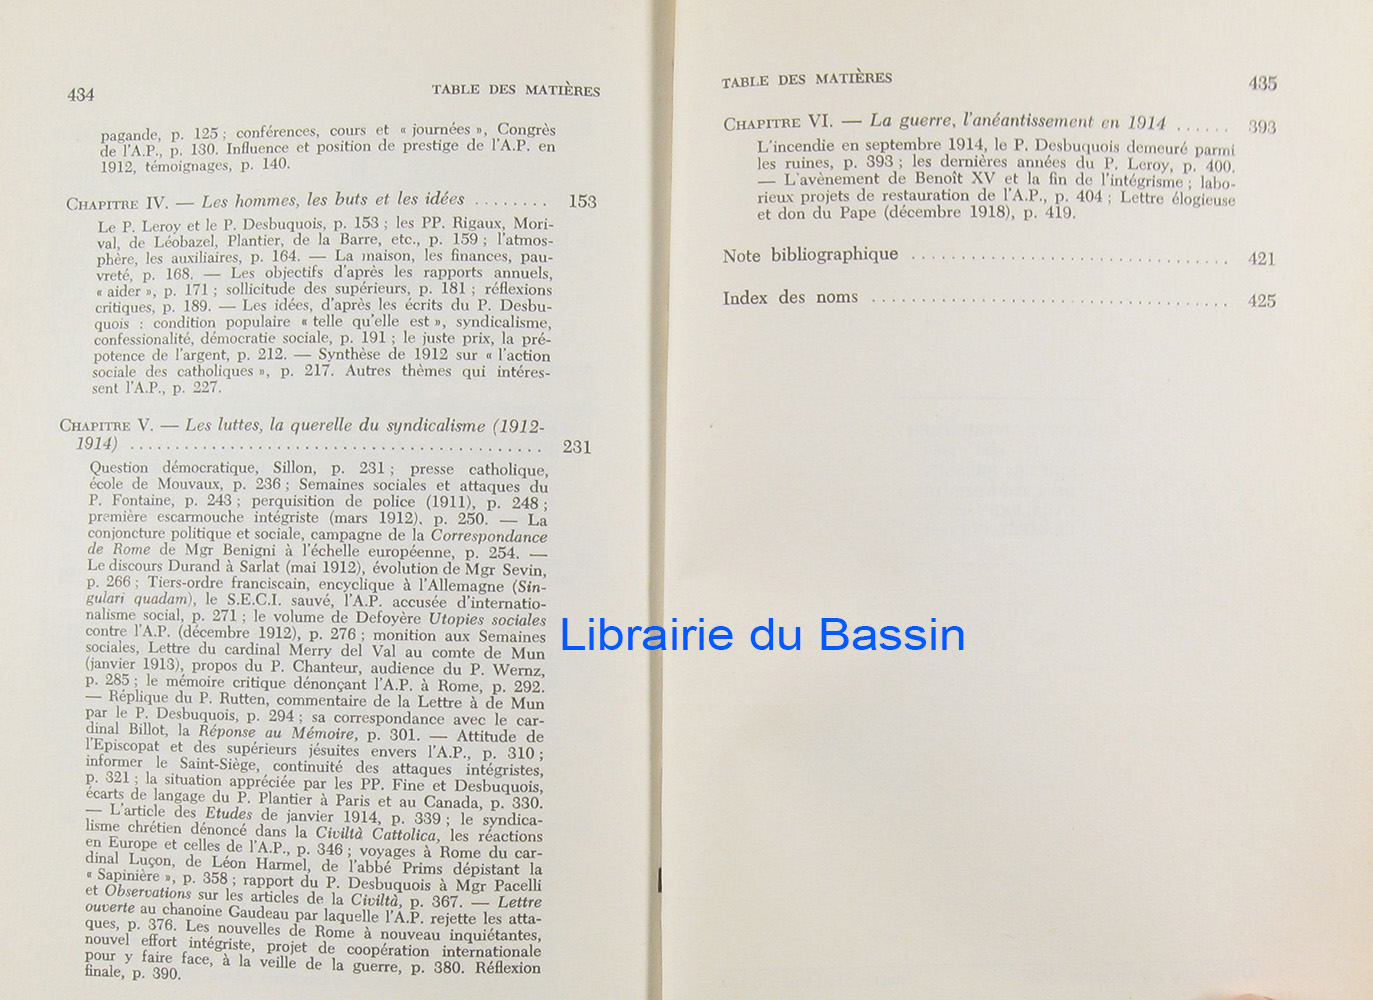 434 TABLE DES MATIÈRES
pagande, p. 125 ; conférences, cours et « journées », Congrès
de l'A.P., p. 130. Influence et position de prestige de l'A.P. en
1912, témoignages, p. 140.
CHAPITRE IV. — Les hommes, les buts et les idées ........ 153
Le P. Leroy et le P. Desbuquois, p. 153 ; les PP. Rigaux, Mori-
val, de Léobazel, Plantier, de la Barre, etc., p. 159 ; l'atmos-
phère, les auxiliaires, p. 164. — La maison, les finances, pau-
vreté, p. 168. — Les objectifs d'après les rapports annuels,
« aider », p. 171 ; sollicitude des supérieurs, p. 181 ; réflexions
critiques, p. 189. — Les idées, d'après les écrits du P. Desbu-
quois : condition populaire « telle qu'elle est », syndicalisme,
confessionalité, démocratie sociale, p. 191 ; le juste prix, la pré-
potence de l'argent, p. 212. — Synthèse de 1912 sur « l'action
sociale des catholiques », p. 217. Autres thèmes qui intéres-
sent l'A.P., p. 227.
CHAPITRE V. — Les luttes, la querelle du syndicalisme (1912-
1914) ............................................ 231
Question démocratique, Sillon, p. 231 ; presse catholique,
école de Mouvaux, p. 236 ; Semaines sociales et attaques du
P. Fontaine, p. 243 ; perquisition de police (1911), p. 248 ;
première escarmouche intégriste (mars 1912), p. 250. — La
conjoncture politique et sociale, campagne de la Correspondance
de Rome de Mgr Benigni à l'échelle européenne, p. 254. —
Le discours Durand à Sarlat (mai 1912), évolution de Mgr Sevin,
p. 266 ; Tiers-ordre franciscain, encyclique à l'Allemagne (Sin-
gulari quadam), le S.E.C.I. sauvé, l'A.P. accusée d'internatio-
nalisme social, p. 271 ; le volume de Defoyère Utopies sociales
contre l'A.P. (décembre 1912), p. 276 ; monition aux Semaines
sociales, Lettre du cardinal Merry del Val au comte de Mun
(janvier 1913), propos du P. Chanteur, audience du P. Wernz,
p. 285 ; le mémoire critique dénonçant l'A.P. à Rome, p. 292.
— Réplique du P. Rutten, commentaire de la Lettre à de Mun
par le P. Desbuquois, p. 294 ; sa correspondance avec le car-
dinal Billot, la Réponse au Mémoire, p. 301. — Attitude de
l'Episcopat et des supérieurs jésuites envers l'A.P., p. 310 ;
informer le Saint-Siège, continuité des attaques intégristes,
p. 321 ; la situation appréciée par les PP. Fine et Desbuquois,
écarts de langage du P. Plantier à Paris et au Canada, p. 330.
— L'article des Etudes de janvier 1914, p. 339 ; le syndica-
lisme chrétien dénoncé dans la Civiltà Cattolica, les réactions
en Europe et celles de l'A.P., p. 346 ; voyages à Rome du car-
dinal Luçon, de Léon Harmel, de l'abbé Prims dépistant la
« Sapinière », p. 358 ; rapport du P. Desbuquois à Mgr Pacelli
et Observations sur les articles de la Civiltà, p. 367. — Lettre
ouverte au chanoine Gaudeau par laquelle l'A.P. rejette les atta-
ques, p. 376. Les nouvelles de Rome à nouveau inquiétantes,
nouvel effort intégriste, projet de coopération internationale
pour y faire face, à la veille de la guerre, p. 380. Réflexion
finale, p. 390.
TABLE DES MATIÈRES 435
CHAPITRE VI. — La guerre, l'anéantissement en 1914 ...... 393
L'incendie en septembre 1914, le P. Desbuquois demeuré parmi
les ruines, p. 393 ; les dernières années du P. Leroy, p. 400.
— L'avènement de Benoît XV et la fin de l'intégrisme ; labo-
rieux projets de restauration de l'A.P., p. 404 ; Lettre élogieuse
et don du Pape (décembre 1918), p. 419.
Note bibliographique ................................ 421
Index des noms .................................... 425
Librairie du Bassin